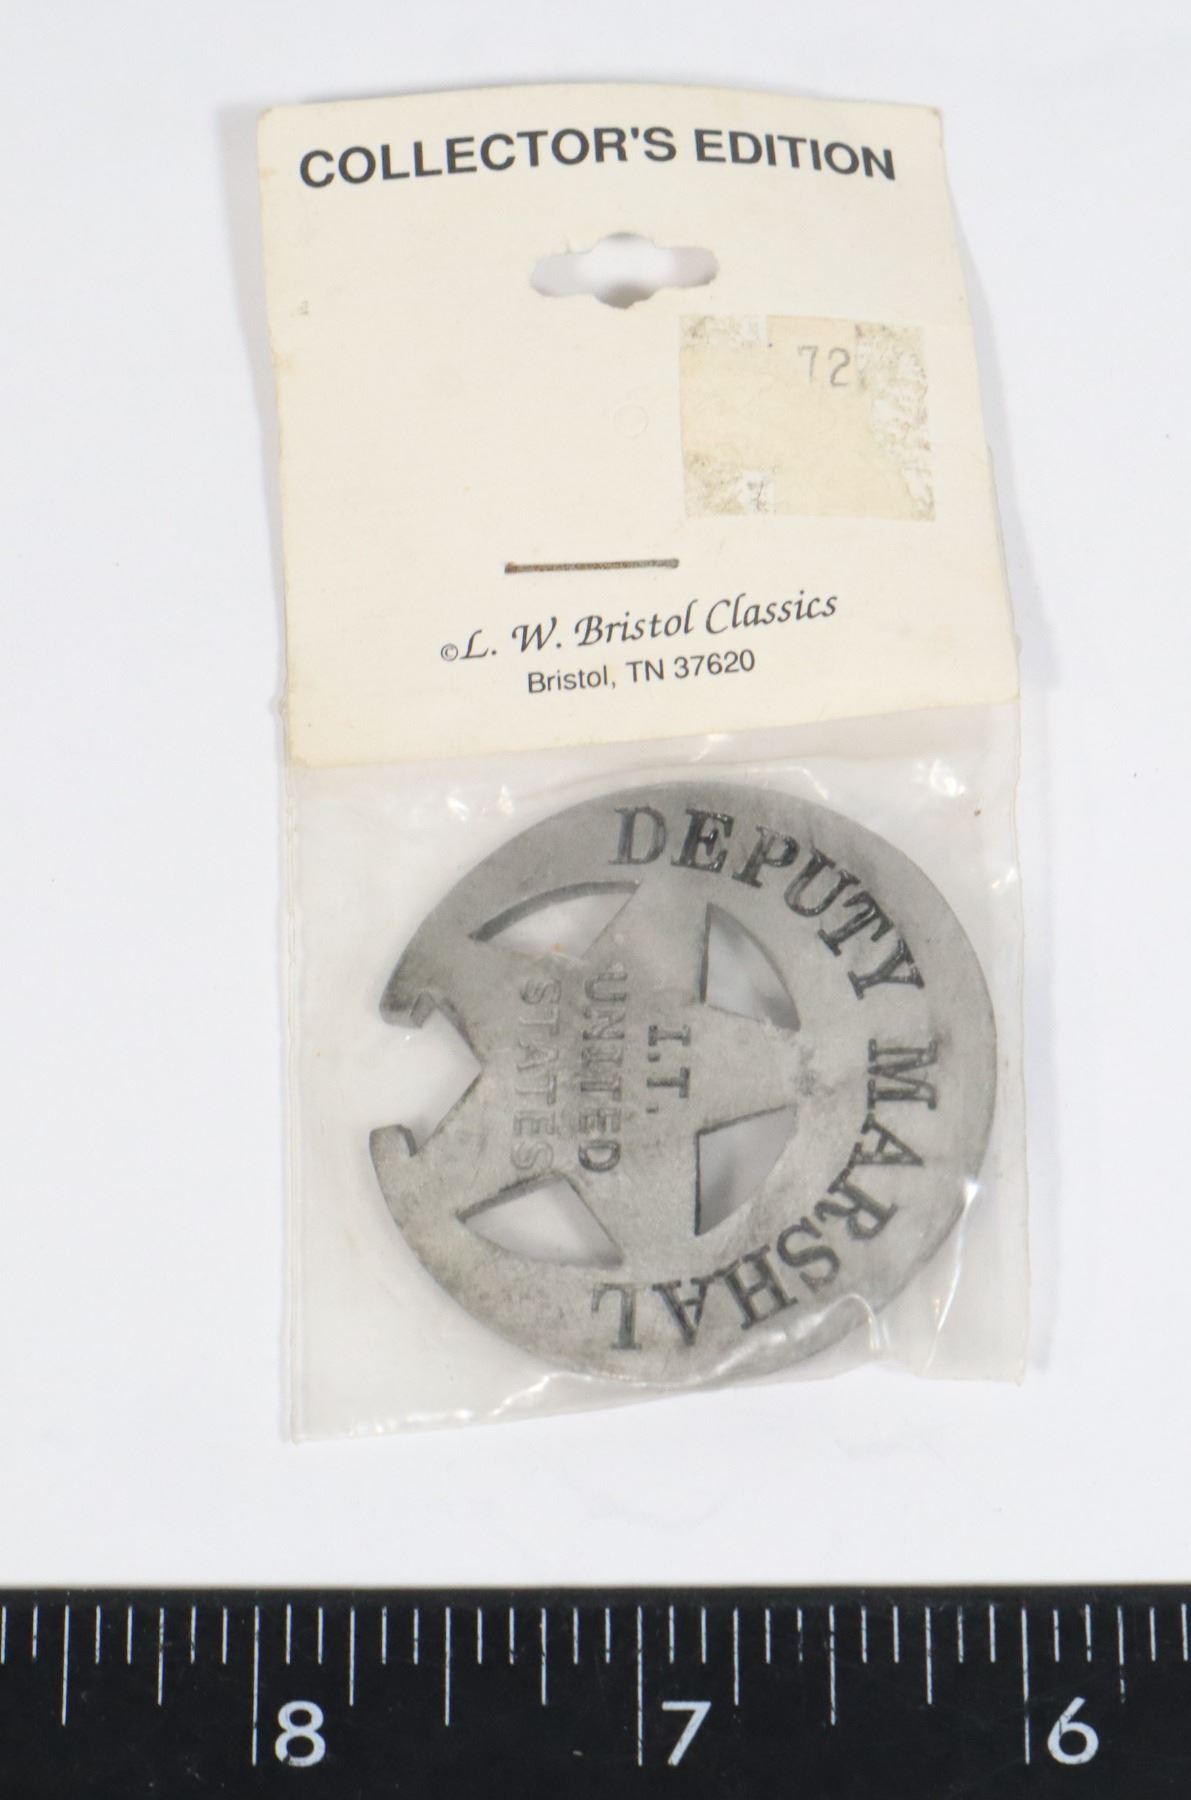 COLLECTOR'S EDITION
72
©L. W. Bristol Classics
Bristol, TN 37620
DEPUTY MARSHAL
I.T.
UNITED
STATES
8 7 6